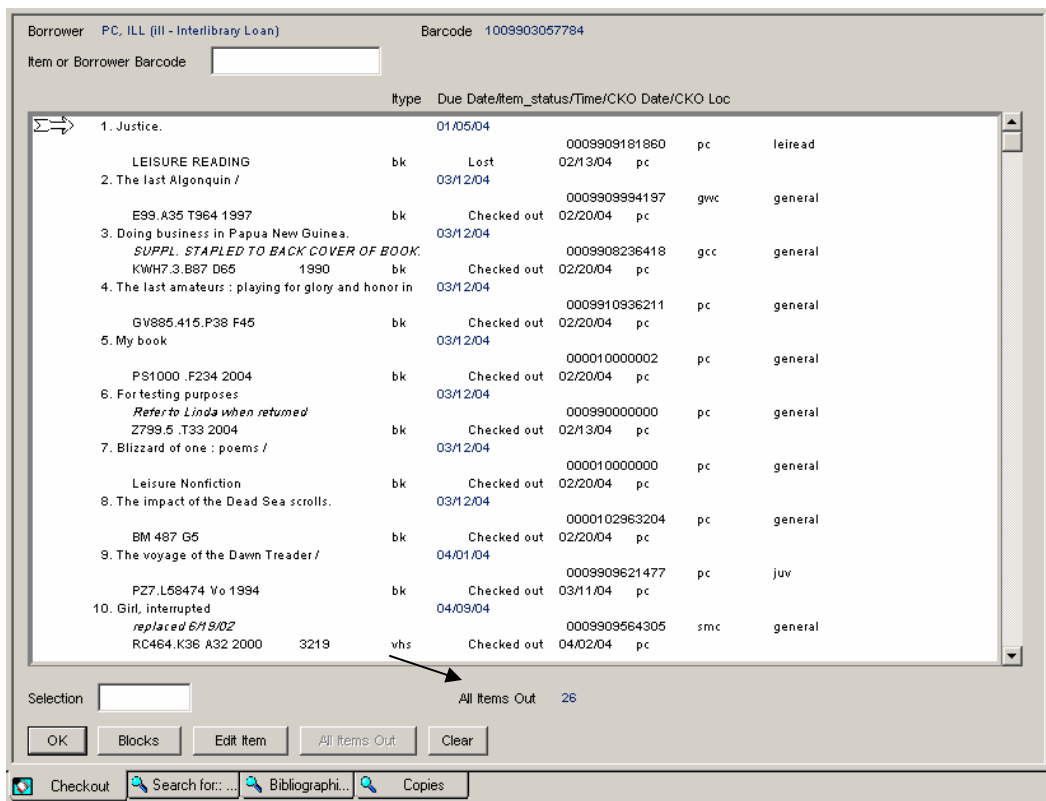 Borrower PC, ILL (ill - Interlibrary Loan) Barcode 1009903057784
Item or Borrower Barcode
Itype Due Date/item_status/Time/CKO Date/CKO Loc
1. Justice. 01/05/04
0009909181860 pc leiread
LEISURE READING bk Lost 02/13/04 pc
2. The last Algonquin / 03/12/04
0009909994197 gwc general
E99.A35 T964 1997 bk Checked out 02/20/04 pc
3. Doing business in Papua New Guinea. 03/12/04
SUPPL. STAPLED TO BACK COVER OF BOOK. 0009908236418 gcc general
KWH7.3.B87 D65 1990 bk Checked out 02/20/04 pc
4. The last amateurs : playing for glory and honor in 03/12/04
0009910936211 pc general
GV885.415.P38 F45 bk Checked out 02/20/04 pc
5. My book 03/12/04
000010000002 pc general
PS1000 .F234 2004 bk Checked out 02/20/04 pc
6. For testing purposes 03/12/04
Refer to Linda when returned 000990000000 pc general
Z799.5 .T33 2004 bk Checked out 02/13/04 pc
7. Blizzard of one : poems / 03/12/04
000010000000 pc general
Leisure Nonfiction bk Checked out 02/20/04 pc
8. The impact of the Dead Sea scrolls. 03/12/04
0000102963204 pc general
BM 487 G5 bk Checked out 02/20/04 pc
9. The voyage of the Dawn Treader / 04/01/04
0009909621477 pc juv
PZ7.L58474 Vo 1994 bk Checked out 03/11/04 pc
10. Girl, interrupted 04/09/04
replaced 6/19/02 0009909564305 smc general
RC464.K36 A32 2000 3219 vhs Checked out 04/02/04 pc
Selection All Items Out 26
OK Blocks Edit Item All Items Out Clear
Checkout Search for:: ... Bibliographi... Copies